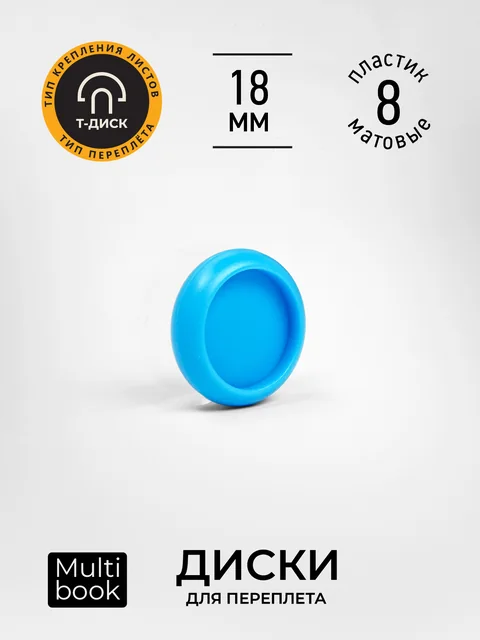 ТИП КРЕПЛЕНИЯ ЛИСТОВ
Т-ДИСК
ТИП ПЕРЕПЛЁТА
18
ММ
пластик
8
матовые
Multi
book
ДИСКИ
ДЛЯ ПЕРЕПЛЕТА